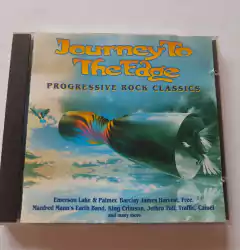 Journey To
The Edge
PROGRESSIVE ROCK CLASSICS
Emerson Lake & Palmer, Barclay James Harvest, Free,
Manfred Mann's Earth Band, King Crimson, Jethro Tull, Traffic, Camel
and many more